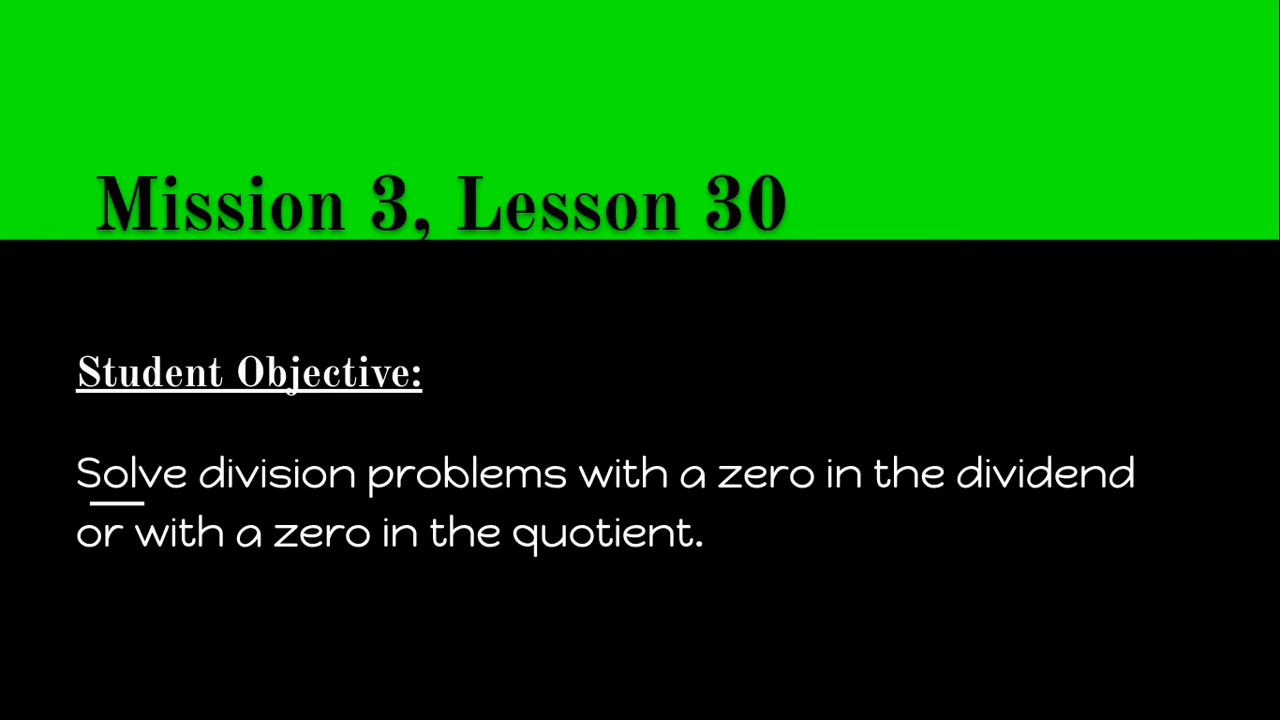 Mission 3, Lesson 30
Student Objective:
Solve division problems with a zero in the dividend
or with a zero in the quotient.